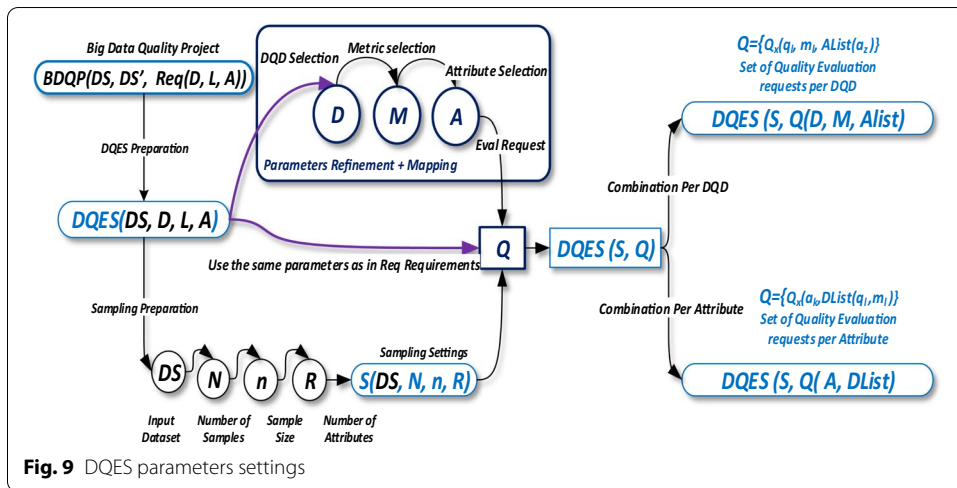 Big Data Quality Project
BDQP(DS, DS’, Req(D, L, A))
DQES Preparation
DQES(DS, D, L, A)
Sampling Preparation
DQD Selection
Metric selection
Attribute Selection
D
M
A
Eval Request
Parameters Refinement + Mapping
Use the same parameters as in Req Requirements
Q
DQES (S, Q)
DS
N
n
R
Input
Dataset
Number of
Samples
Sample
Size
Number of
Attributes
Sampling Settings
S(DS, N, n, R)
Combination Per DQD
Combination Per Attribute
Q={Qx(ql, ml, AList(az)}
Set of Quality Evaluation
requests per DQD
DQES (S, Q(D, M, Alist)
Q={Qx(ak,DList(ql,ml)}
Set of Quality Evaluation
requests per Attribute
DQES (S, Q( A, DList)
Fig. 9 DQES parameters settings